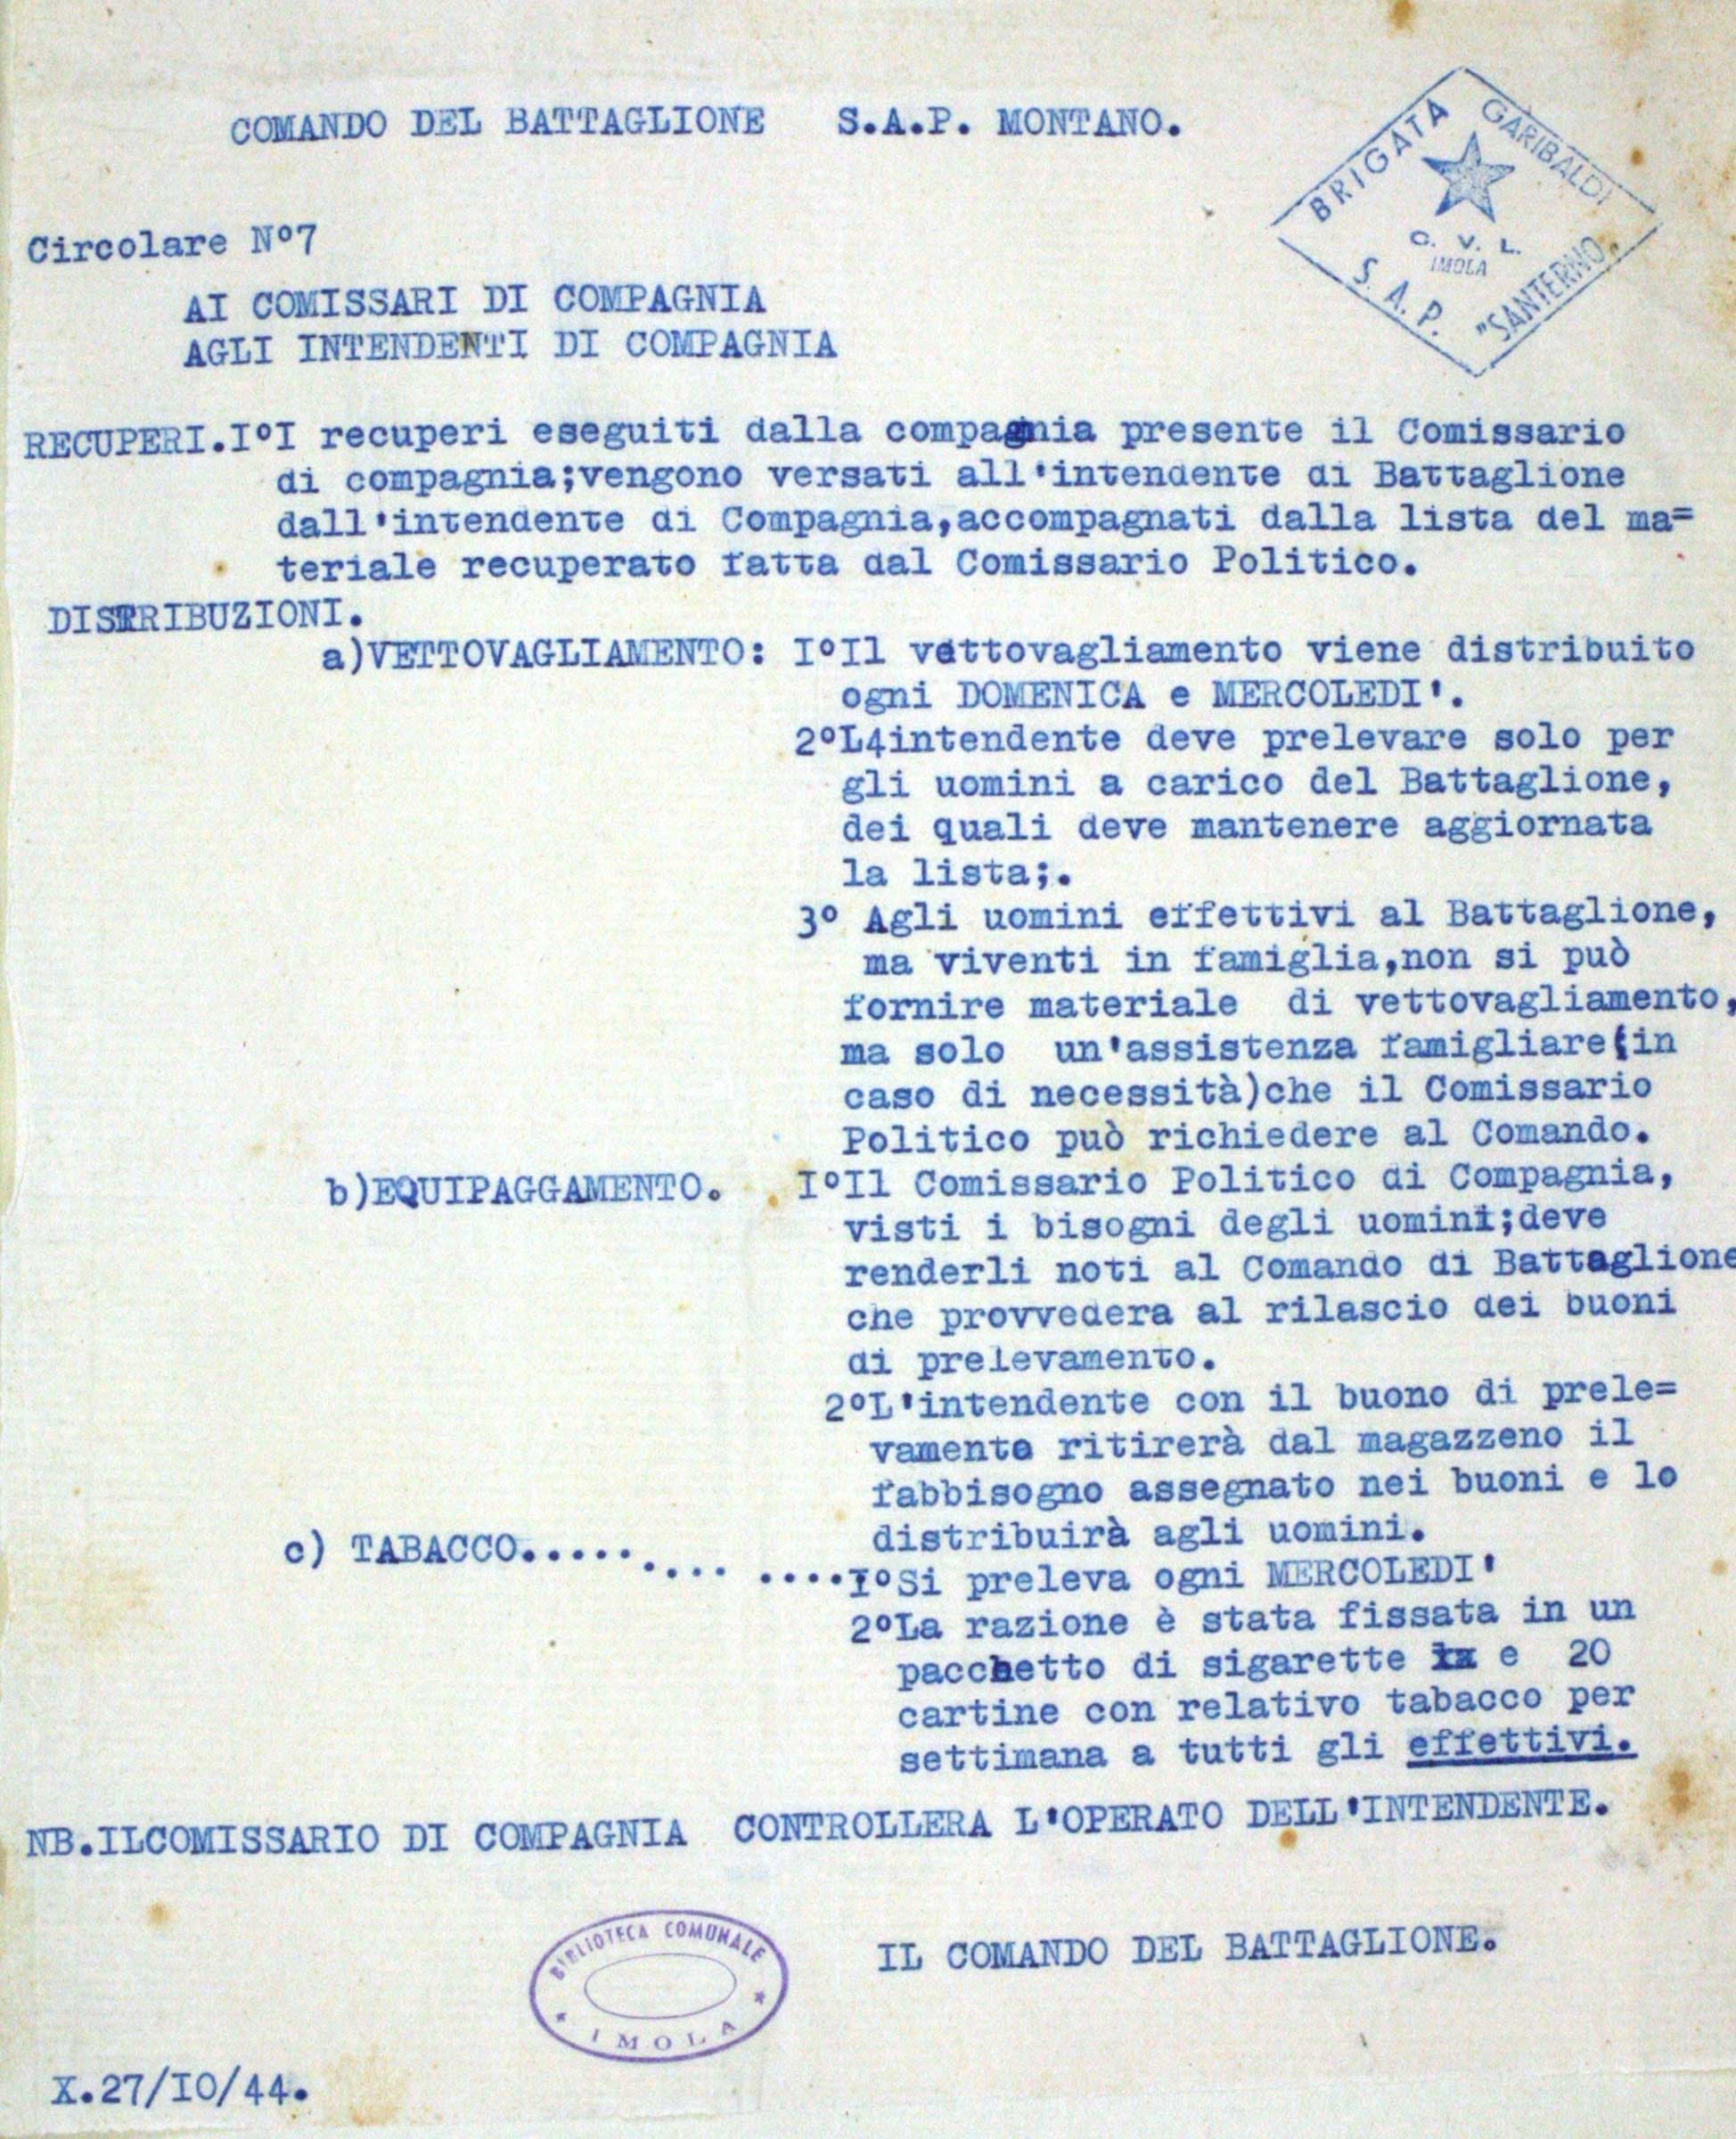 COMANDO DEL BATTAGLIONE S.A.P. MONTANO.
BRIGATA GARIBALDI
C. V. L.
IMOLA
S. A. P. "SANTERNO"
Circolare N°7
AI COMISSARI DI COMPAGNIA
AGLI INTENDENTI DI COMPAGNIA
RECUPERI.I°I recuperi eseguiti dalla compagnia presente il Comissario
di compagnia;vengono versati all'intendente di Battaglione
dall'intendente di Compagnia,accompagnati dalla lista del ma=
teriale recuperato fatta dal Comissario Politico.
DISTRIBUZIONI.
a)VETTOVAGLIAMENTO: I°Il vettovagliamento viene distribuito
ogni DOMENICA e MERCOLEDI'.
2°L4intendente deve prelevare solo per
gli uomini a carico del Battaglione,
dei quali deve mantenere aggiornata
la lista;.
3° Agli uomini effettivi al Battaglione,
ma viventi in famiglia,non si può
fornire materiale di vettovagliamento,
ma solo un'assistenza famigliare(in
caso di necessità)che il Comissario
Politico può richiedere al Comando.
b)EQUIPAGGAMENTO. I°Il Comissario Politico di Compagnia,
visti i bisogni degli uomini;deve
renderli noti al Comando di Battaglione
che provvedera al rilascio dei buoni
di prelevamento.
2°L'intendente con il buono di prele=
vamento ritirerà dal magazzeno il
fabbisogno assegnato nei buoni e lo
distribuirà agli uomini.
c) TABACCO..... .... ....I°Si preleva ogni MERCOLEDI'
2°La razione è stata fissata in un
pacchetto di sigarette e 20
cartine con relativo tabacco per
settimana a tutti gli effettivi.
NB.ILCOMISSARIO DI COMPAGNIA CONTROLLERA L'OPERATO DELL'INTENDENTE.
BIBLIOTECA COMUNALE
* IMOLA *
IL COMANDO DEL BATTAGLIONE.
X.27/IO/44.